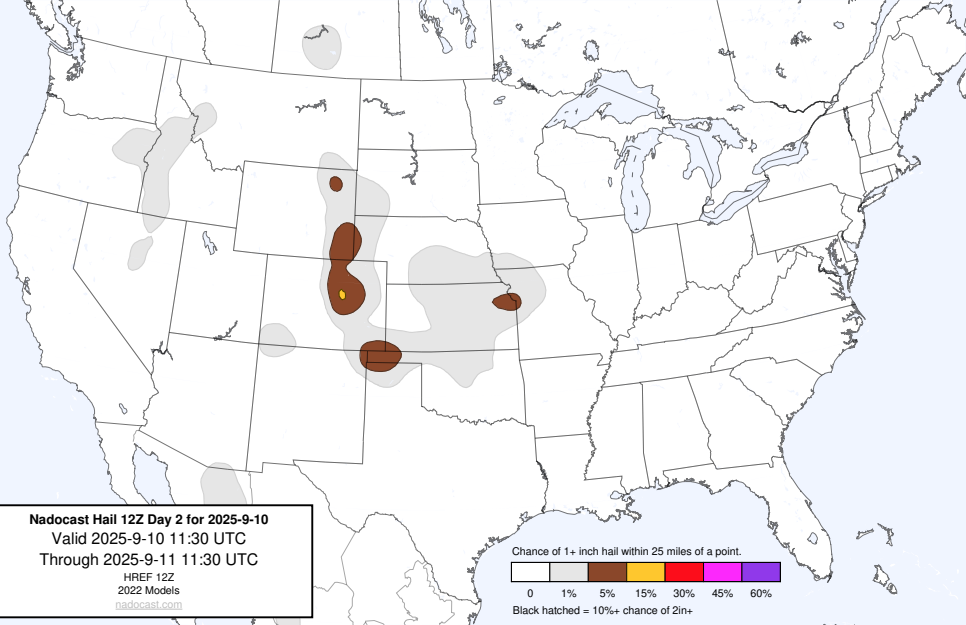 Nadocast Hail 12Z Day 2 for 2025-9-10
Valid 2025-9-10 11:30 UTC
Through 2025-9-11 11:30 UTC
HREF 12Z
2022 Models
nadocast.com
Chance of 1+ inch hail within 25 miles of a point.
0 1% 5% 15% 30% 45% 60%
Black hatched = 10%+ chance of 2in+